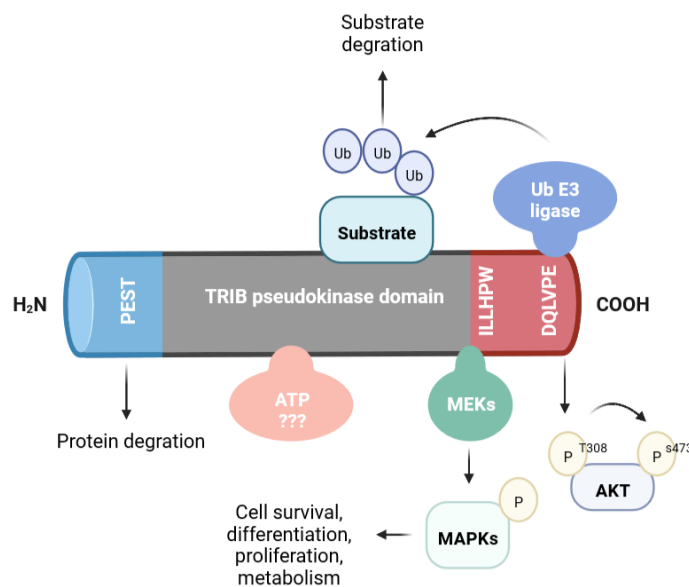 Substrate
degration
Ub
Ub
Ub
Ub E3
ligase
Substrate
H₂N
PEST
TRIB pseudokinase domain
ILLHPW
DQLVPE
COOH
ATP
???
MEKs
Protein degration
P
T308
P
s473
AKT
P
MAPKs
Cell survival,
differentiation,
proliferation,
metabolism